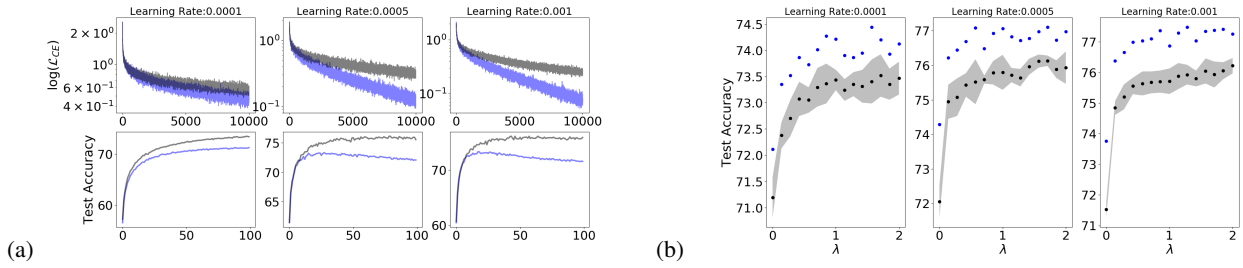 Learning Rate:0.0001 Learning Rate:0.0005 Learning Rate:0.001
log(ℒ_CE)
2 × 10⁰
10⁰
6 × 10⁻¹
4 × 10⁻¹
0 5000 10000
10⁰
10⁻¹
0 5000 10000
10⁰
10⁻¹
0 5000 10000
Test Accuracy
70
60
0 50 100
75
70
65
0 50 100
70
60
0 50 100
(a)
Learning Rate:0.0001 Learning Rate:0.0005 Learning Rate:0.001
Test Accuracy
74.5
74.0
73.5
73.0
72.5
72.0
71.5
71.0
0 1 2
λ
77
76
75
74
73
72
0 1 2
λ
77
76
75
74
73
72
71
0 1 2
λ
(b)